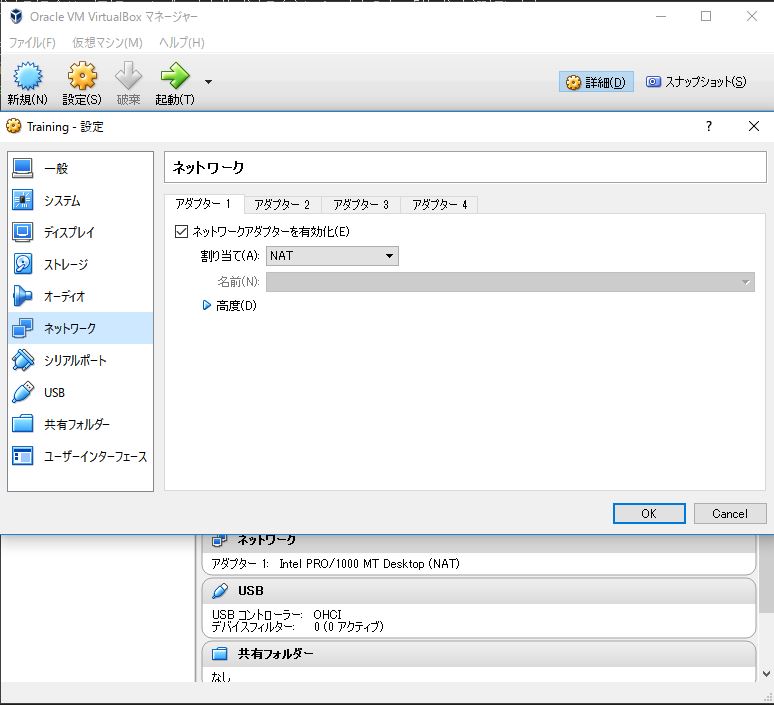 Oracle VM VirtualBox マネージャー
ファイル(F) 仮想マシン(M) ヘルプ(H)
新規(N) 設定(S) 破棄 起動(T) 詳細(D) スナップショット(S)
Training - 設定
一般
システム
ディスプレイ
ストレージ
オーディオ
ネットワーク
シリアルポート
USB
共有フォルダー
ユーザーインターフェース
ネットワーク
アダプター 1 アダプター 2 アダプター 3 アダプター 4
ネットワークアダプターを有効化(E)
割り当て(A): NAT
名前(N):
高度(D)
OK Cancel
ネットワーク
アダプター 1: Intel PRO/1000 MT Desktop (NAT)
USB
USB コントローラー: OHCI
デバイスフィルター: 0 (0 アクティブ)
共有フォルダー
なし